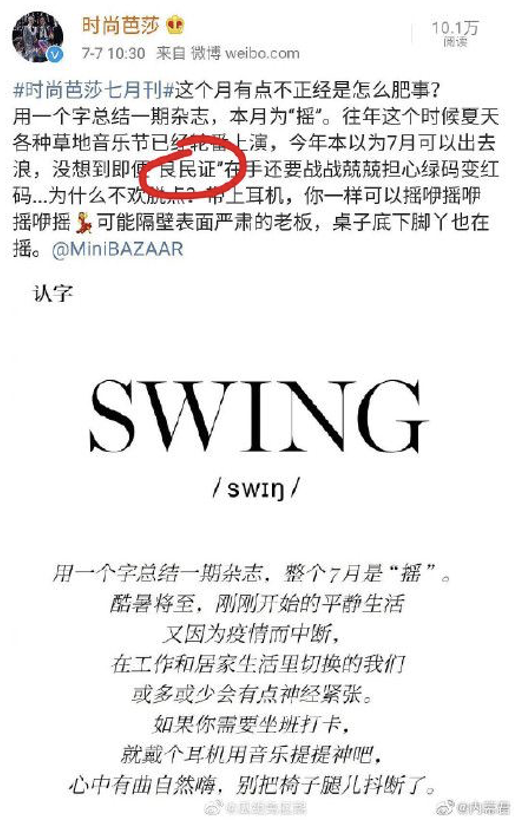 时尚芭莎
7-7 10:30 来自 微博 weibo.com
10.1万
阅读
#时尚芭莎七月刊#这个月有点不正经是怎么肥事?
用一个字总结一期杂志，本月为“摇”。往年这个时候夏天
各种草地音乐节已经轮番上演，今年本以为7月可以出去
浪，没想到即便“良民证”在手还要战战兢兢担心绿码变红
码...为什么不欢脱点？带上耳机，你一样可以摇咿摇咿
摇咿摇💃可能隔壁表面严肃的老板，桌子底下脚丫也在
摇。@MiniBAZAAR
认字
SWING
/swɪŋ/
用一个字总结一期杂志，整个7月是“摇”。
酷暑将至，刚刚开始的平静生活
又因为疫情而中断，
在工作和居家生活里切换的我们
或多或少会有点神经紧张。
如果你需要坐班打卡，
就戴个耳机用音乐提提神吧，
心中有曲自然嗨，别把椅子腿儿抖断了。